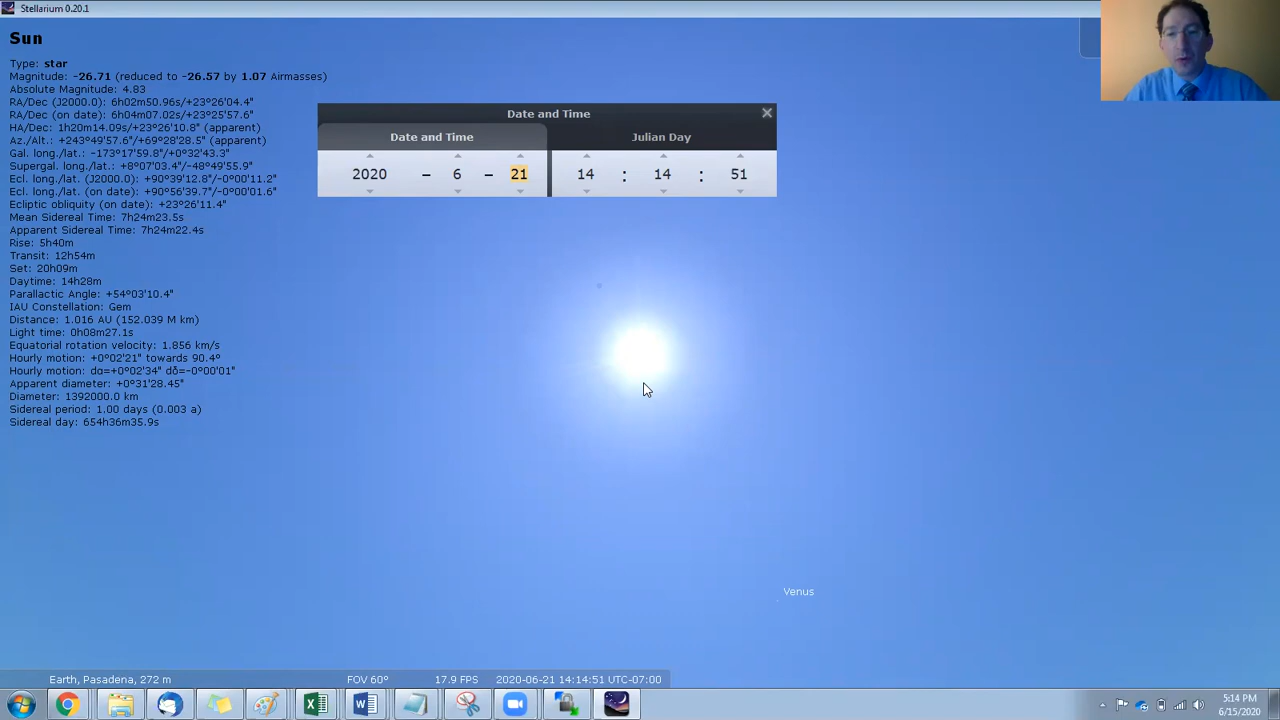 Stellarium 0.20.1
Sun
Type: star
Magnitude: -26.71 (reduced to -26.57 by 1.07 Airmasses)
Absolute Magnitude: 4.83
RA/Dec (J2000.0): 6h02m50.96s/+23°26'04.4"
RA/Dec (on date): 6h04m07.02s/+23°25'57.6"
HA/Dec: 1h20m14.09s/+23°26'10.8" (apparent)
Az./Alt.: +243°49'57.6"/+69°28'28.5" (apparent)
Gal. long./lat.: -173°17'59.8"/+0°32'43.3"
Supergal. long./lat.: +8°07'03.4"/-48°49'55.9"
Ecl. long./lat. (J2000.0): +90°39'12.8"/-0°00'11.2"
Ecl. long./lat. (on date): +90°56'39.7"/-0°00'01.6"
Ecliptic obliquity (on date): +23°26'11.4"
Mean Sidereal Time: 7h24m23.5s
Apparent Sidereal Time: 7h24m22.4s
Rise: 5h40m
Transit: 12h54m
Set: 20h09m
Daytime: 14h28m
Parallactic Angle: +54°03'10.4"
IAU Constellation: Gem
Distance: 1.016 AU (152.039 M km)
Light time: 0h08m27.1s
Equatorial rotation velocity: 1.856 km/s
Hourly motion: +0°02'21" towards 90.4°
Hourly motion: dα=+0°02'34" dδ=-0°00'01"
Apparent diameter: +0°31'28.45"
Diameter: 1392000.0 km
Sidereal period: 1.00 days (0.003 a)
Sidereal day: 654h36m35.9s
Date and Time
Date and Time Julian Day
2020 – 6 – 21 14 : 14 : 51
Venus
Earth, Pasadena, 272 m FOV 60° 17.9 FPS 2020-06-21 14:14:51 UTC-07:00
5:14 PM
6/15/2020